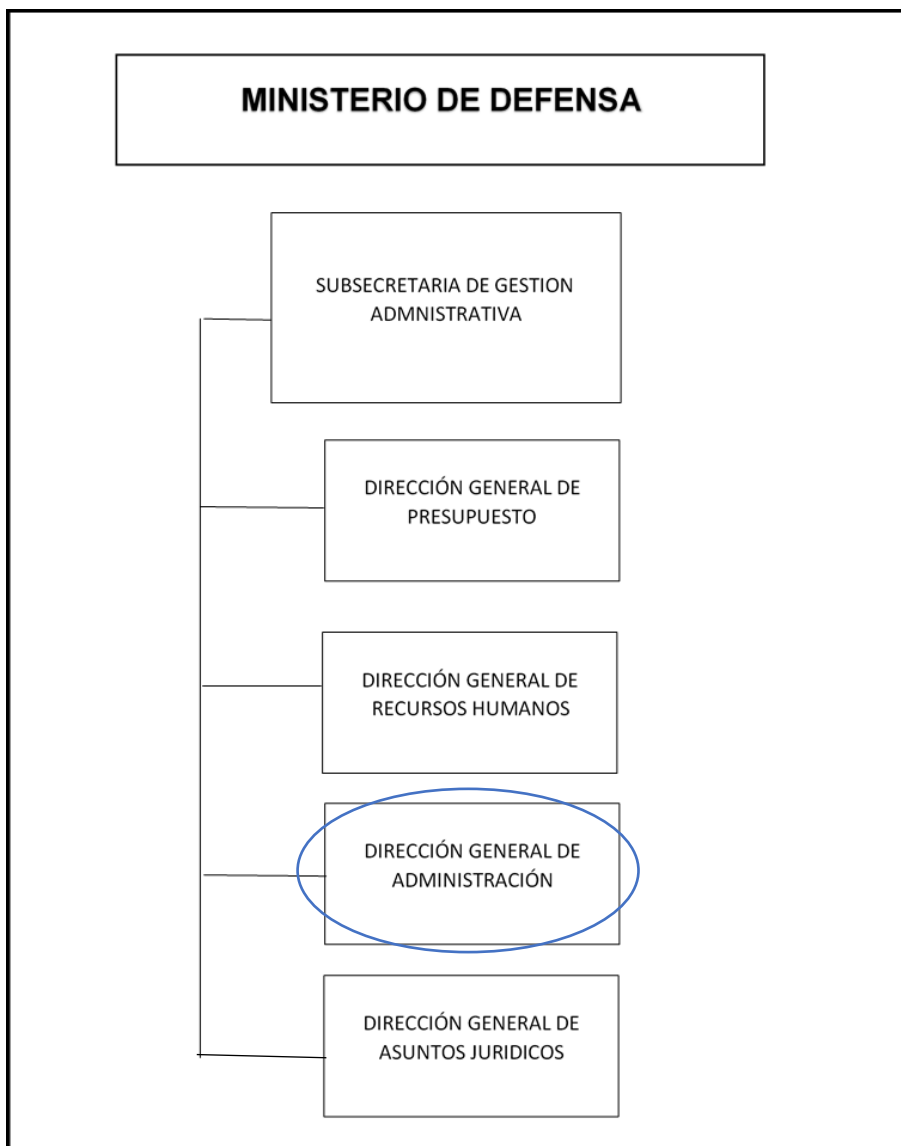 MINISTERIO DE DEFENSA
SUBSECRETARIA DE GESTION
ADMNISTRATIVA
DIRECCIÓN GENERAL DE
PRESUPUESTO
DIRECCIÓN GENERAL DE
RECURSOS HUMANOS
DIRECCIÓN GENERAL DE
ADMINISTRACIÓN
DIRECCIÓN GENERAL DE
ASUNTOS JURIDICOS